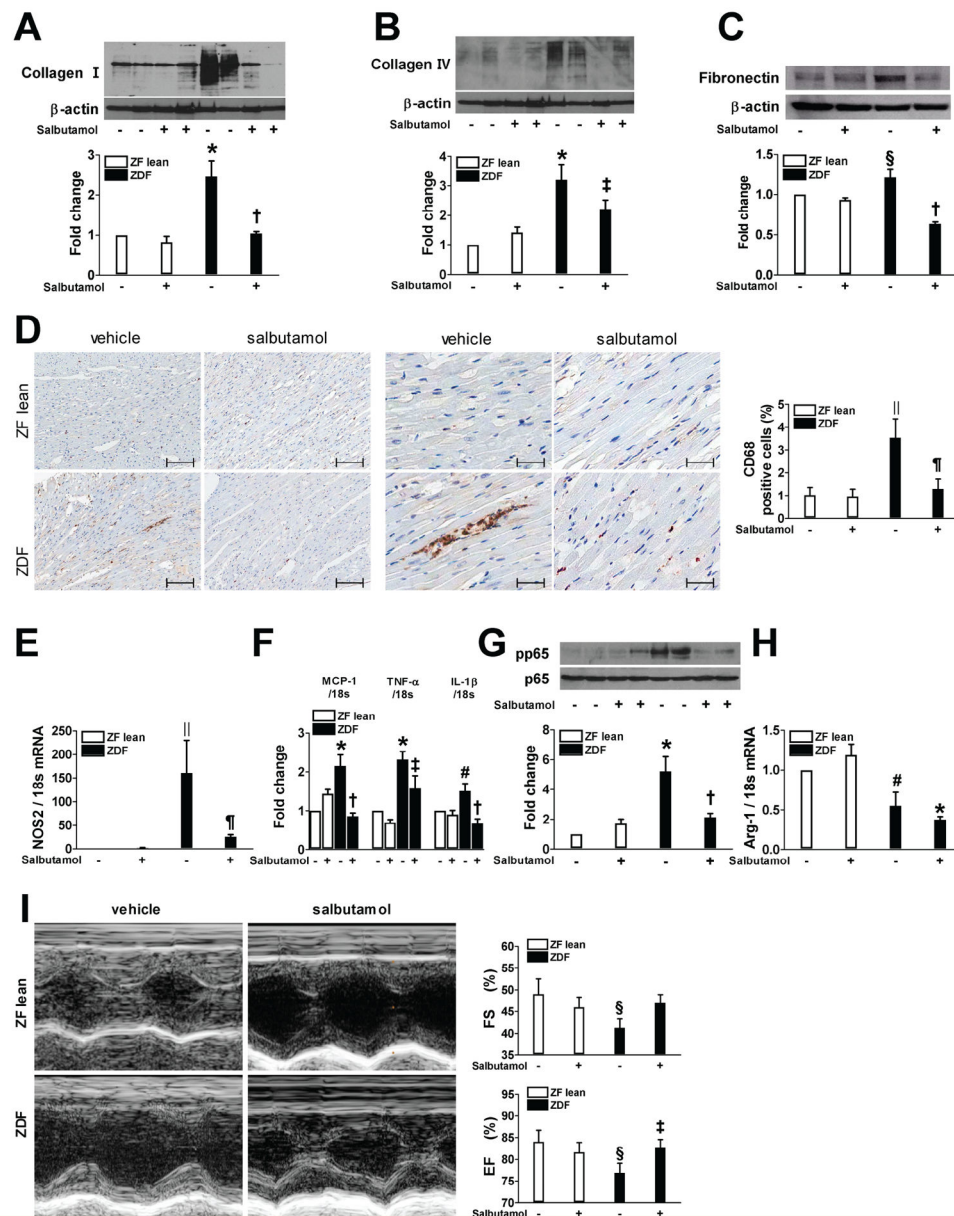 A
Collagen I
β-actin
Salbutamol - - + + - - + +
ZF lean
ZDF
Fold change
3
2
1
0
*
†
Salbutamol - + - +
B
Collagen IV
β-actin
Salbutamol - - + + - - + +
ZF lean
ZDF
Fold change
4
3
2
1
0
*
‡
Salbutamol - + - +
C
Fibronectin
β-actin
Salbutamol - + - +
ZF lean
ZDF
Fold change
1.5
1.0
0.5
0.0
§
†
Salbutamol - + - +
D
vehicle salbutamol vehicle salbutamol
ZF lean
ZDF
ZF lean
ZDF
CD68
positive cells (%)
6
5
4
3
2
1
0
||
¶
Salbutamol - + - +
E
ZF lean
ZDF
NOS2 / 18s mRNA
250
200
150
100
50
0
||
¶
Salbutamol - + - +
F
MCP-1 TNF-α IL-1β
/18s /18s /18s
ZF lean
ZDF
Fold change
3
2
1
0
* † * ‡ # †
Salbutamol - + - + - + - + - + - +
G
pp65
p65
Salbutamol - - + + - - + +
ZF lean
ZDF
Fold change
8
6
4
2
0
*
†
Salbutamol - + - +
H
ZF lean
ZDF
Arg-1 / 18s mRNA
1.5
1.0
0.5
0.0
#
*
Salbutamol - + - +
I
vehicle salbutamol
ZF lean
ZDF
ZF lean
ZDF
FS (%)
60
55
50
45
40
35
§
Salbutamol - + - +
ZF lean
ZDF
EF (%)
95
90
85
80
75
70
§
‡
Salbutamol - + - +